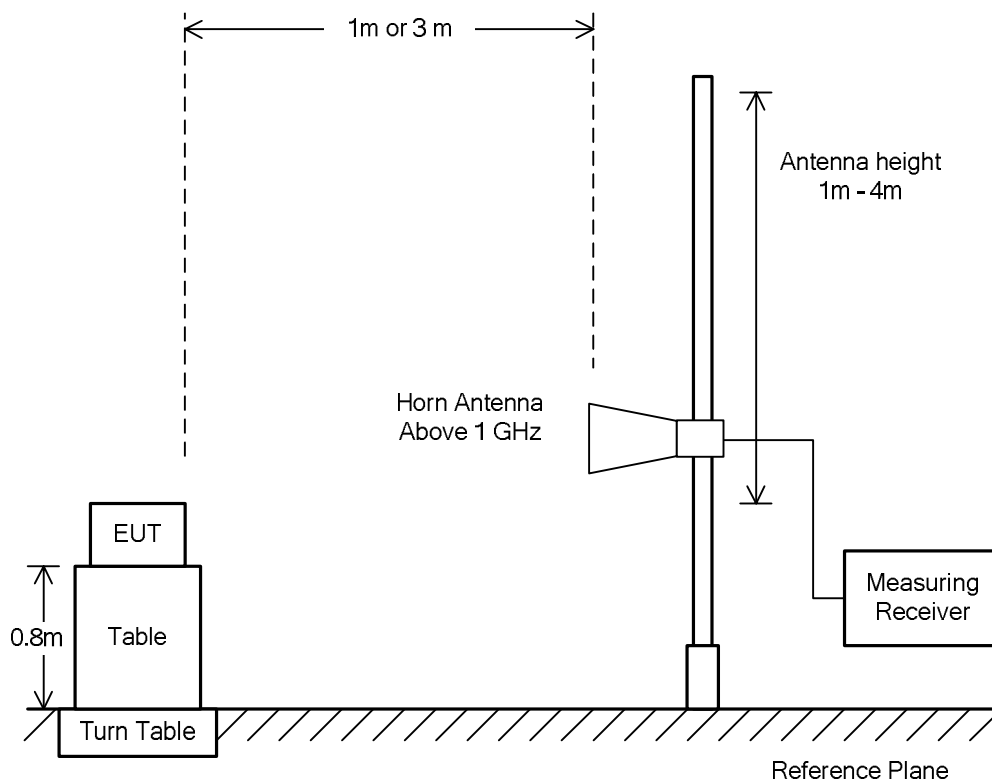 1m or 3 m
Antenna height
1m - 4m
Horn Antenna
Above 1 GHz
EUT
0.8m
Table
Measuring
Receiver
Turn Table
Reference Plane